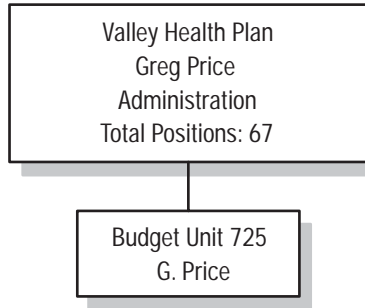 Valley Health Plan
Greg Price
Administration
Total Positions: 67
Budget Unit 725
G. Price